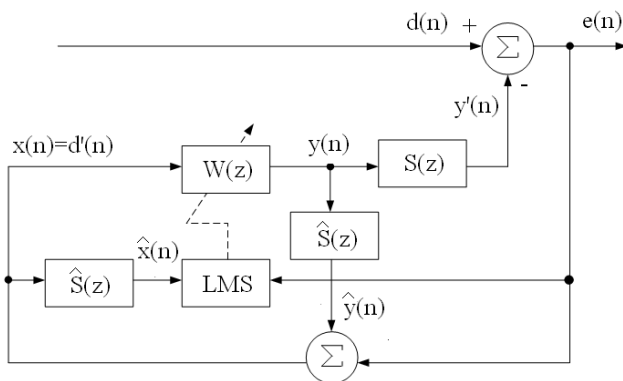 d(n) + e(n)
Σ
-
y'(n)
x(n)=d'(n) y(n)
W(z) S(z)
Ŝ(z)
x̂(n)
Ŝ(z) LMS
ŷ(n)
Σ